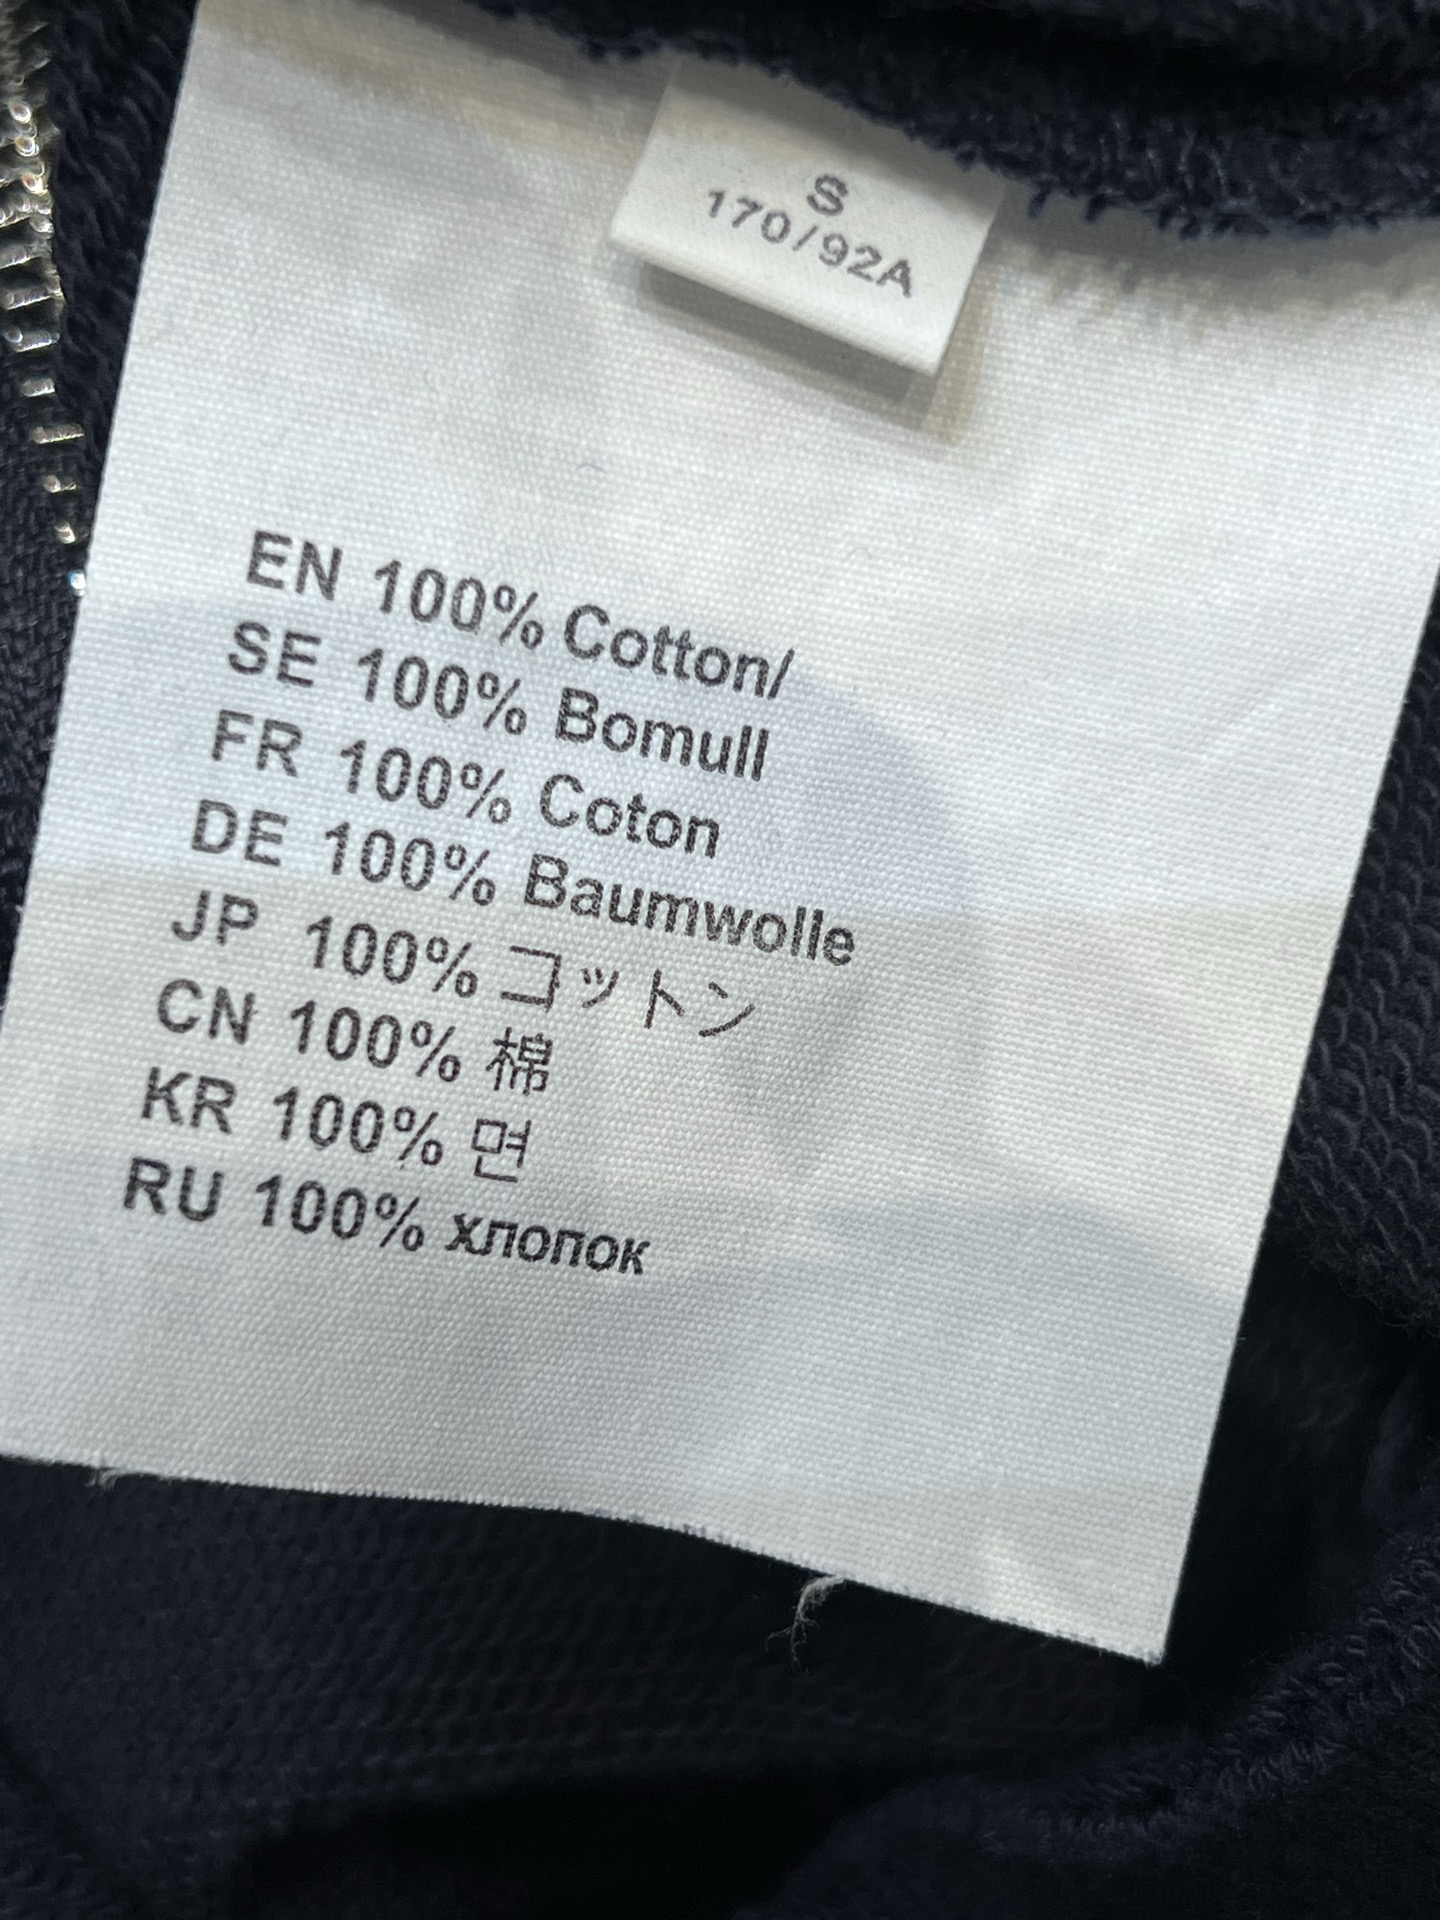 S
170/92A
EN 100% Cotton/
SE 100% Bomull
FR 100% Coton
DE 100% Baumwolle
JP 100% コットン
CN 100% 棉
KR 100% 면
RU 100% хлопок